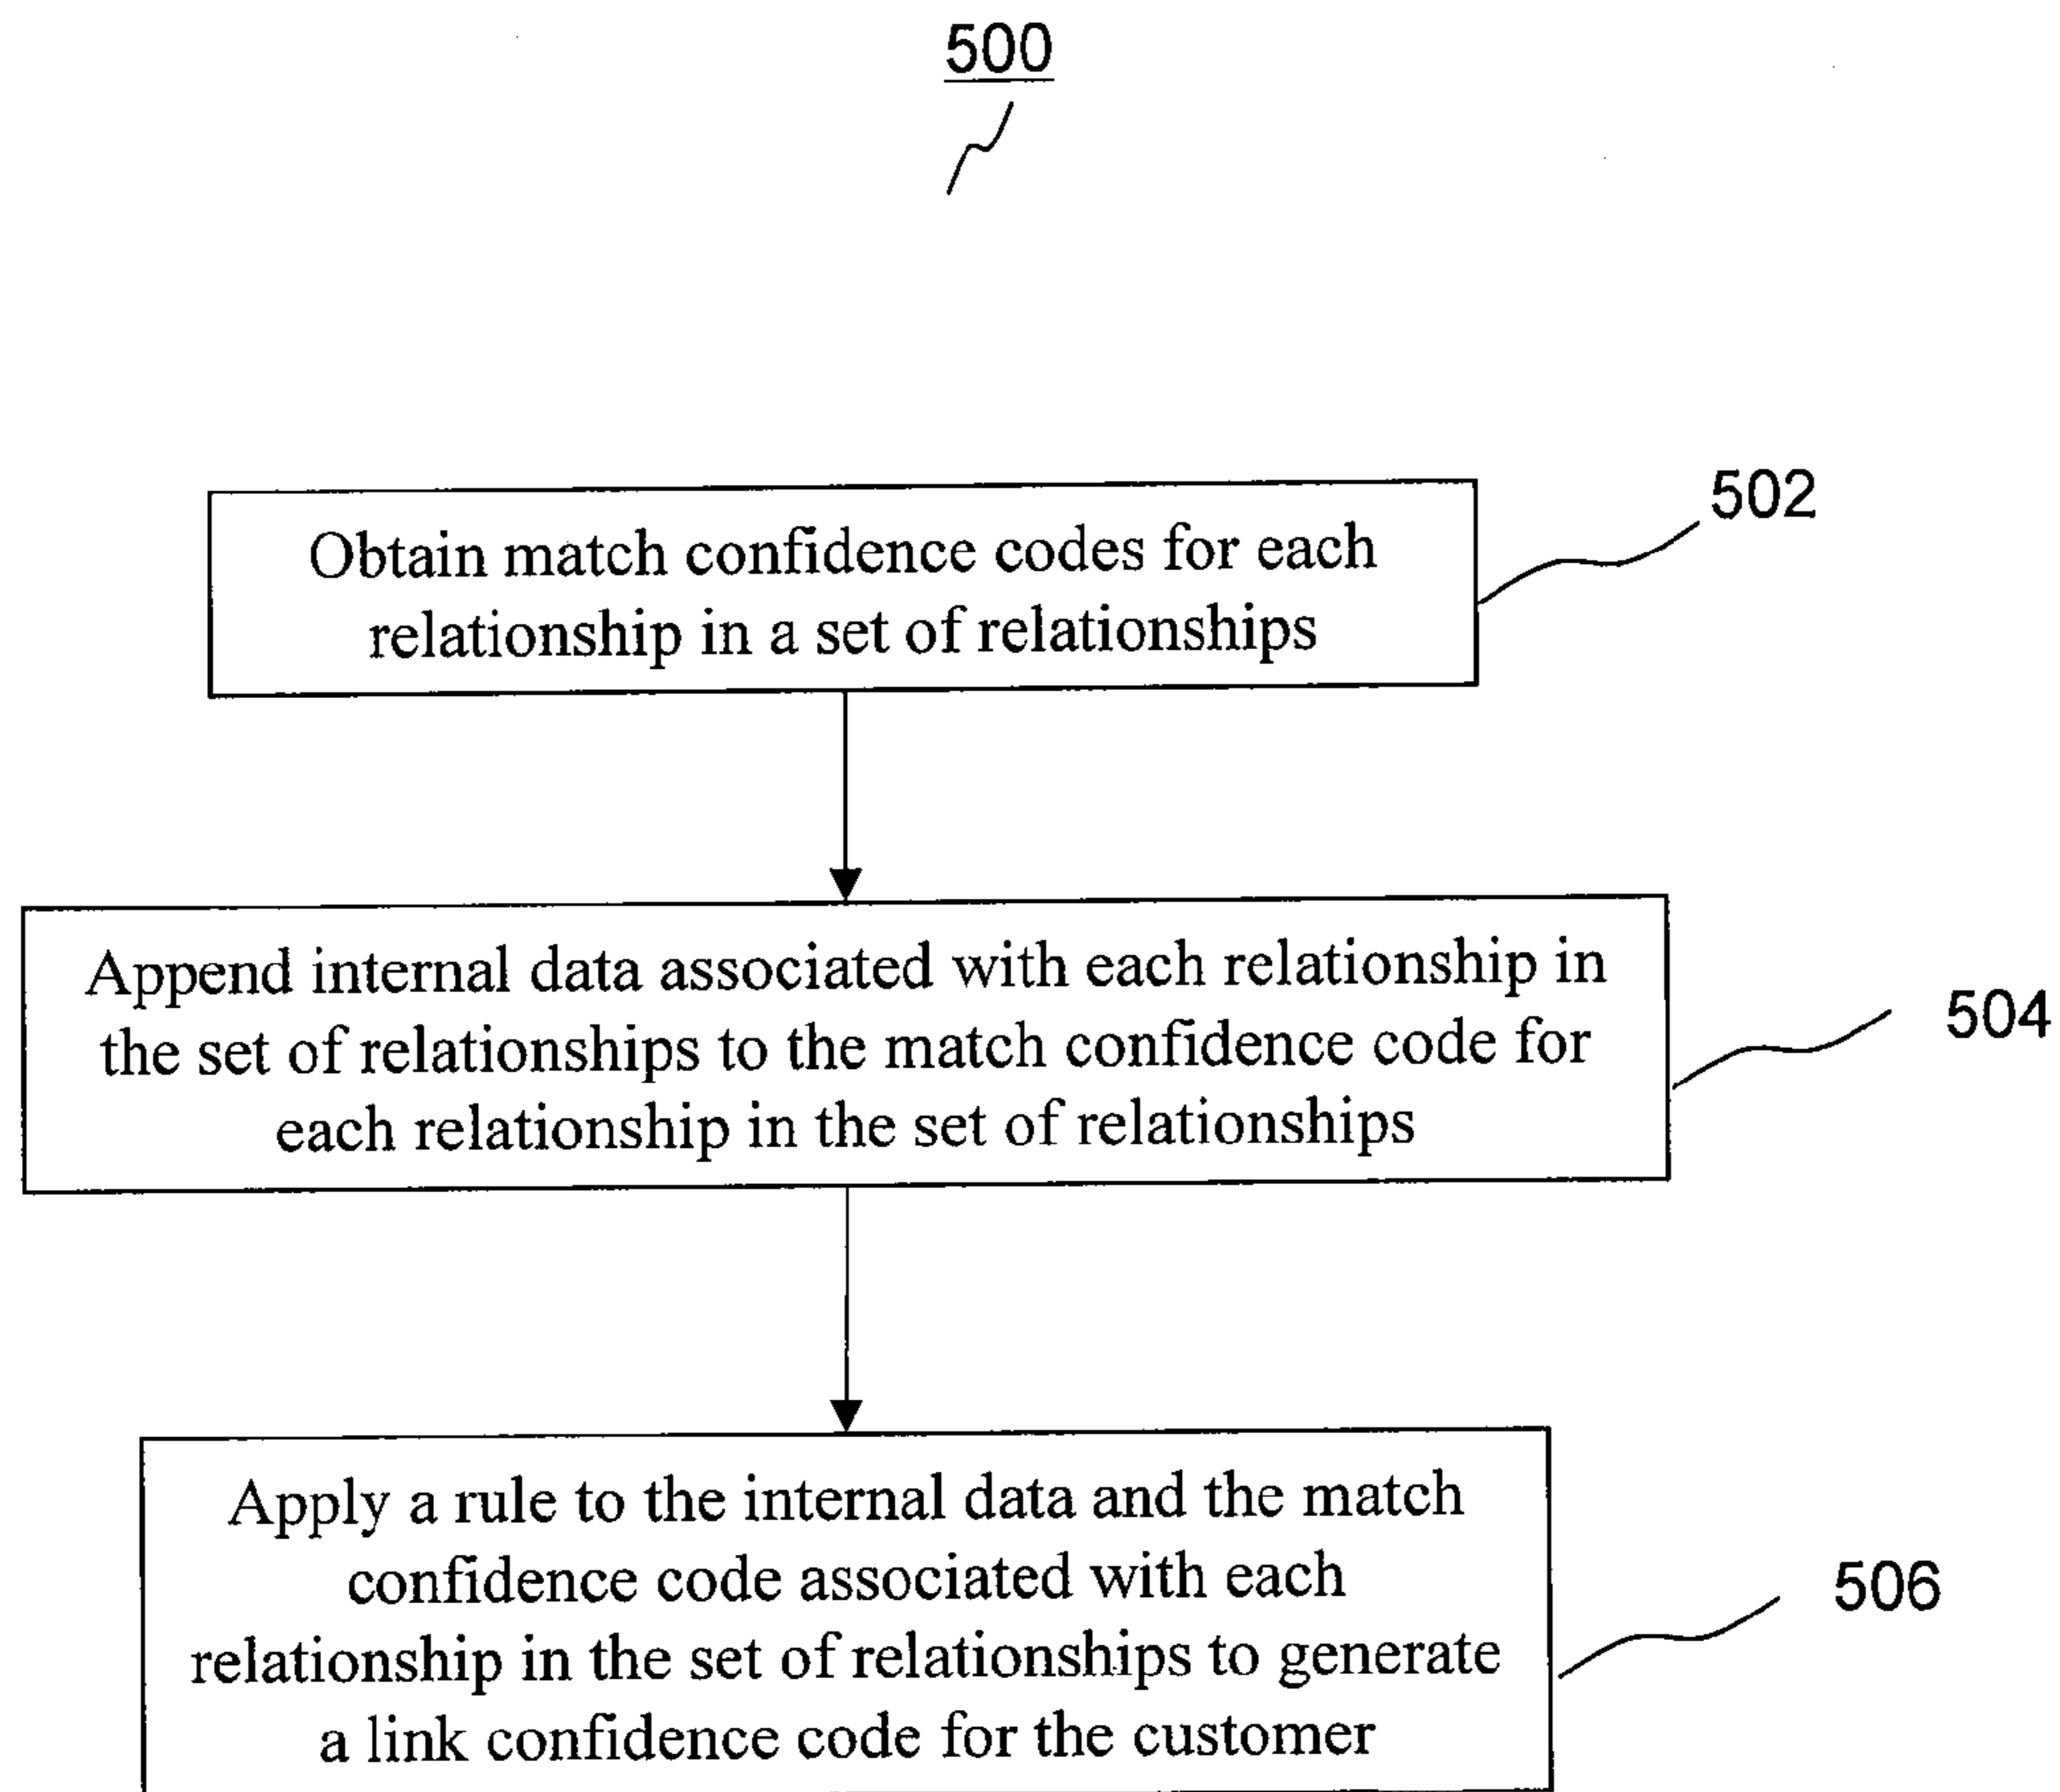 500
Obtain match confidence codes for each
relationship in a set of relationships
502
Append internal data associated with each relationship in
the set of relationships to the match confidence code for
each relationship in the set of relationships
504
Apply a rule to the internal data and the match
confidence code associated with each
relationship in the set of relationships to generate
a link confidence code for the customer
506